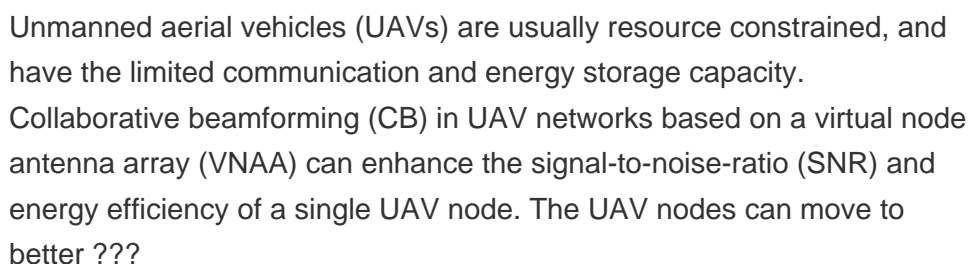 Unmanned aerial vehicles (UAVs) are usually resource constrained, and
have the limited communication and energy storage capacity.
Collaborative beamforming (CB) in UAV networks based on a virtual node
antenna array (VNAA) can enhance the signal-to-noise-ratio (SNR) and
energy efficiency of a single UAV node. The UAV nodes can move to
better ???